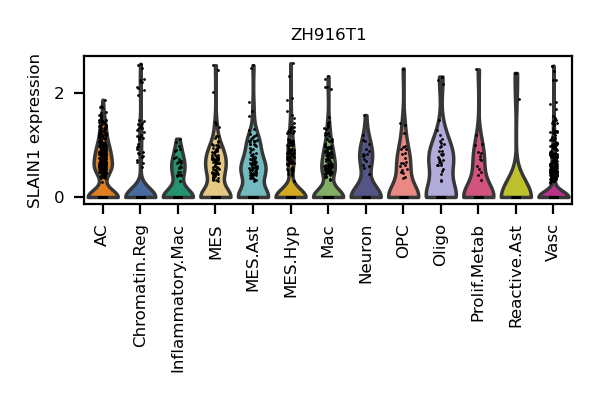 ZH916T1
SLAIN1 expression
2
0
AC
Chromatin.Reg
Inflammatory.Mac
MES
MES.Ast
MES.Hyp
Mac
Neuron
OPC
Oligo
Prolif.Metab
Reactive.Ast
Vasc